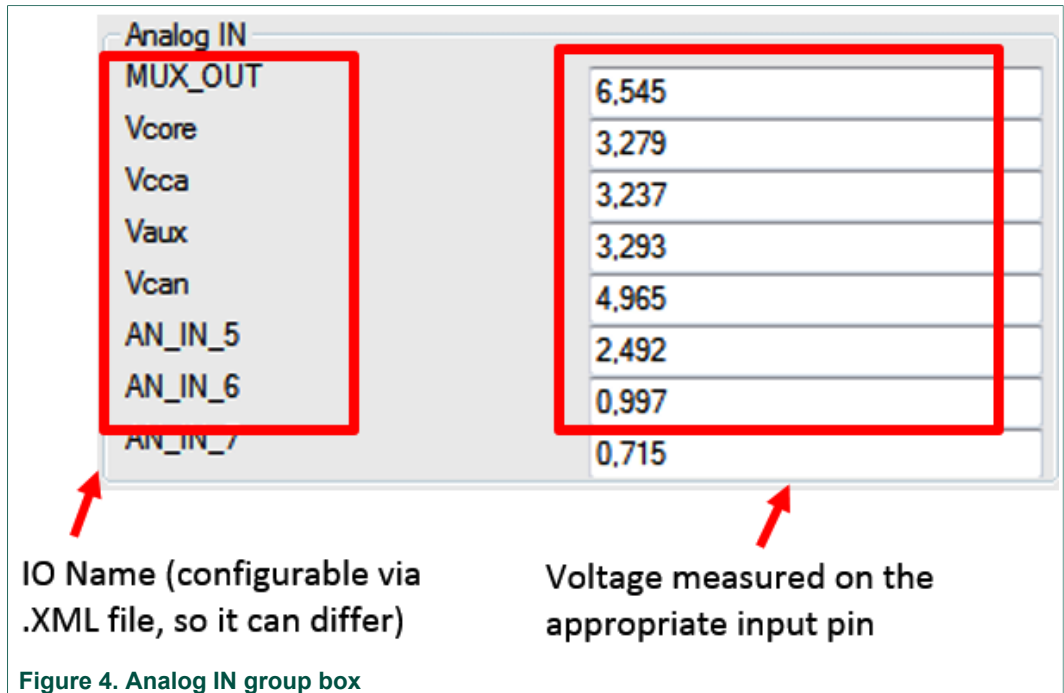 Analog IN
MUX_OUT 6,545
Vcore 3,279
Vcca 3,237
Vaux 3,293
Vcan 4,965
AN_IN_5 2,492
AN_IN_6 0,997
AN_IN_7 0,715
IO Name (configurable via
.XML file, so it can differ)
Voltage measured on the
appropriate input pin
Figure 4. Analog IN group box